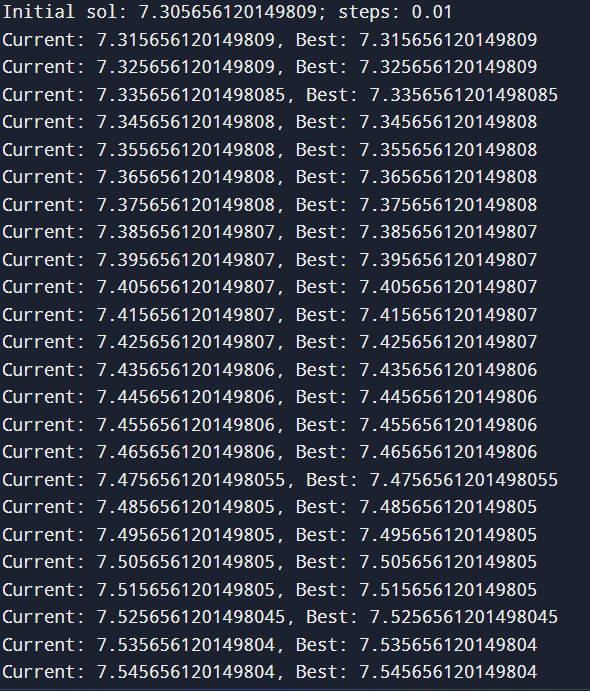 Initial sol: 7.305656120149809; steps: 0.01
Current: 7.315656120149809, Best: 7.315656120149809
Current: 7.325656120149809, Best: 7.325656120149809
Current: 7.3356561201498085, Best: 7.3356561201498085
Current: 7.345656120149808, Best: 7.345656120149808
Current: 7.355656120149808, Best: 7.355656120149808
Current: 7.365656120149808, Best: 7.365656120149808
Current: 7.375656120149808, Best: 7.375656120149808
Current: 7.385656120149807, Best: 7.385656120149807
Current: 7.395656120149807, Best: 7.395656120149807
Current: 7.405656120149807, Best: 7.405656120149807
Current: 7.415656120149807, Best: 7.415656120149807
Current: 7.425656120149807, Best: 7.425656120149807
Current: 7.435656120149806, Best: 7.435656120149806
Current: 7.445656120149806, Best: 7.445656120149806
Current: 7.455656120149806, Best: 7.455656120149806
Current: 7.465656120149806, Best: 7.465656120149806
Current: 7.4756561201498055, Best: 7.4756561201498055
Current: 7.485656120149805, Best: 7.485656120149805
Current: 7.495656120149805, Best: 7.495656120149805
Current: 7.505656120149805, Best: 7.505656120149805
Current: 7.515656120149805, Best: 7.515656120149805
Current: 7.5256561201498045, Best: 7.5256561201498045
Current: 7.535656120149804, Best: 7.535656120149804
Current: 7.545656120149804, Best: 7.545656120149804